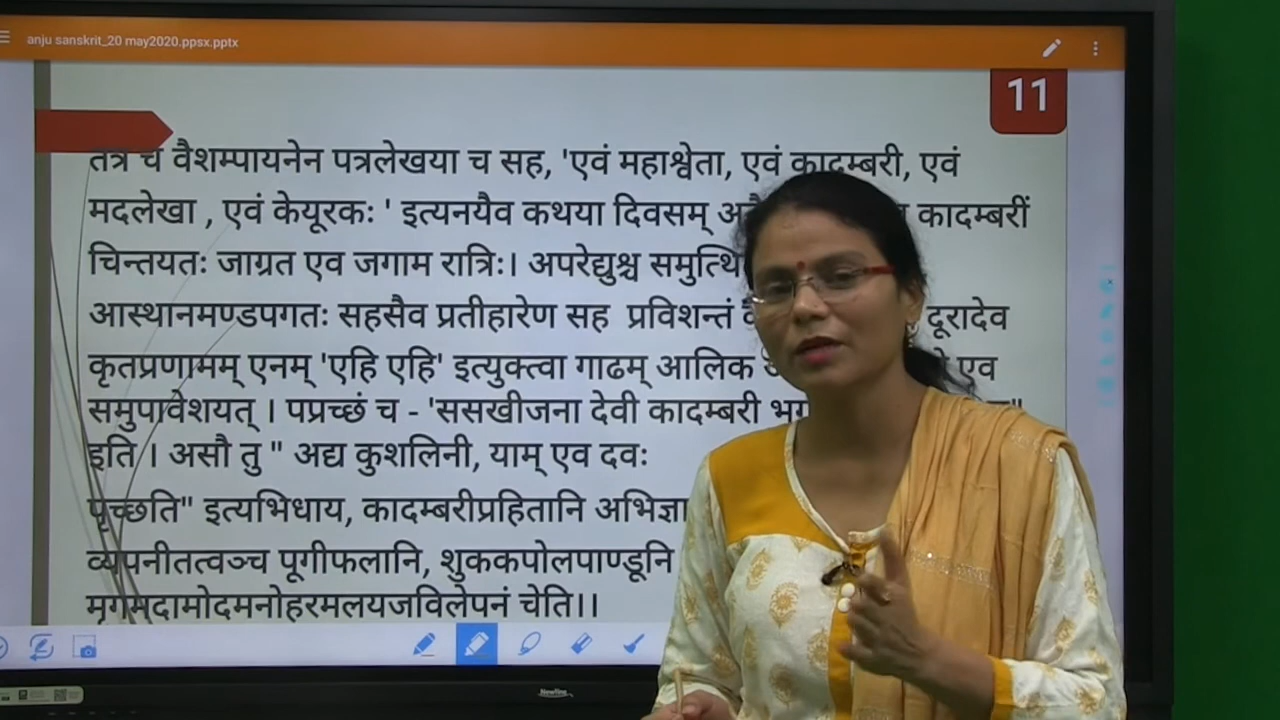 anju sanskrit_20 may2020.ppsx.pptx
11
तत्र च वैशम्पायनेन पत्रलेखया च सह, 'एवं महाश्वेता, एवं कादम्बरी, एवं
मदलेखा , एवं केयूरकः ' इत्यनयैव कथया दिवसम् कादम्बरीं
चिन्तयतः जाग्रत एव जगाम रात्रिः। अपरेद्युश्च
आस्थानमण्डपगतः सहसैव प्रतीहारेण सह प्रविशन्तं दूरादेव
कृतप्रणामम् एनम् 'एहि एहि' इत्युक्त्वा गाढम् आलिक एव
समुपावेशयत् । पप्रच्छं च - 'ससखीजना देवी कादम्बरी
इति । असौ तु " अद्य कुशलिनी, याम् एव दवः
पृच्छति" इत्यभिधाय, कादम्बरीप्रहितानि
व्यपनीतत्वञ्च पूगीफलानि, शुककपोलपाण्डूनि
मृगमदामोदमनोहरमलयजविलेपनं चेति।।
Newline